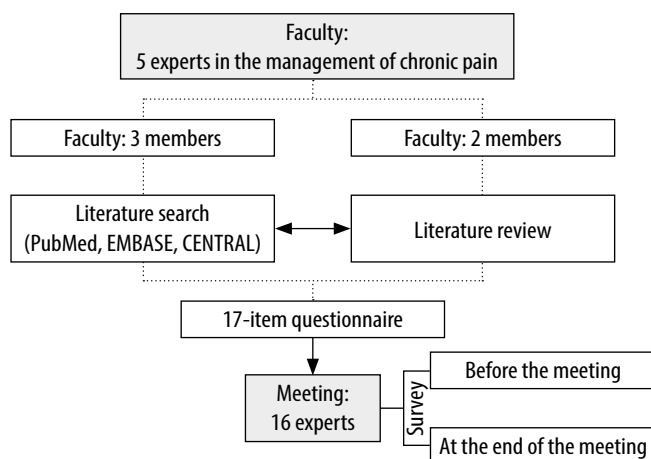 Faculty:
5 experts in the management of chronic pain
Faculty: 3 members
Faculty: 2 members
Literature search
(PubMed, EMBASE, CENTRAL)
Literature review
17-item questionnaire
Meeting:
16 experts
Survey
Before the meeting
At the end of the meeting